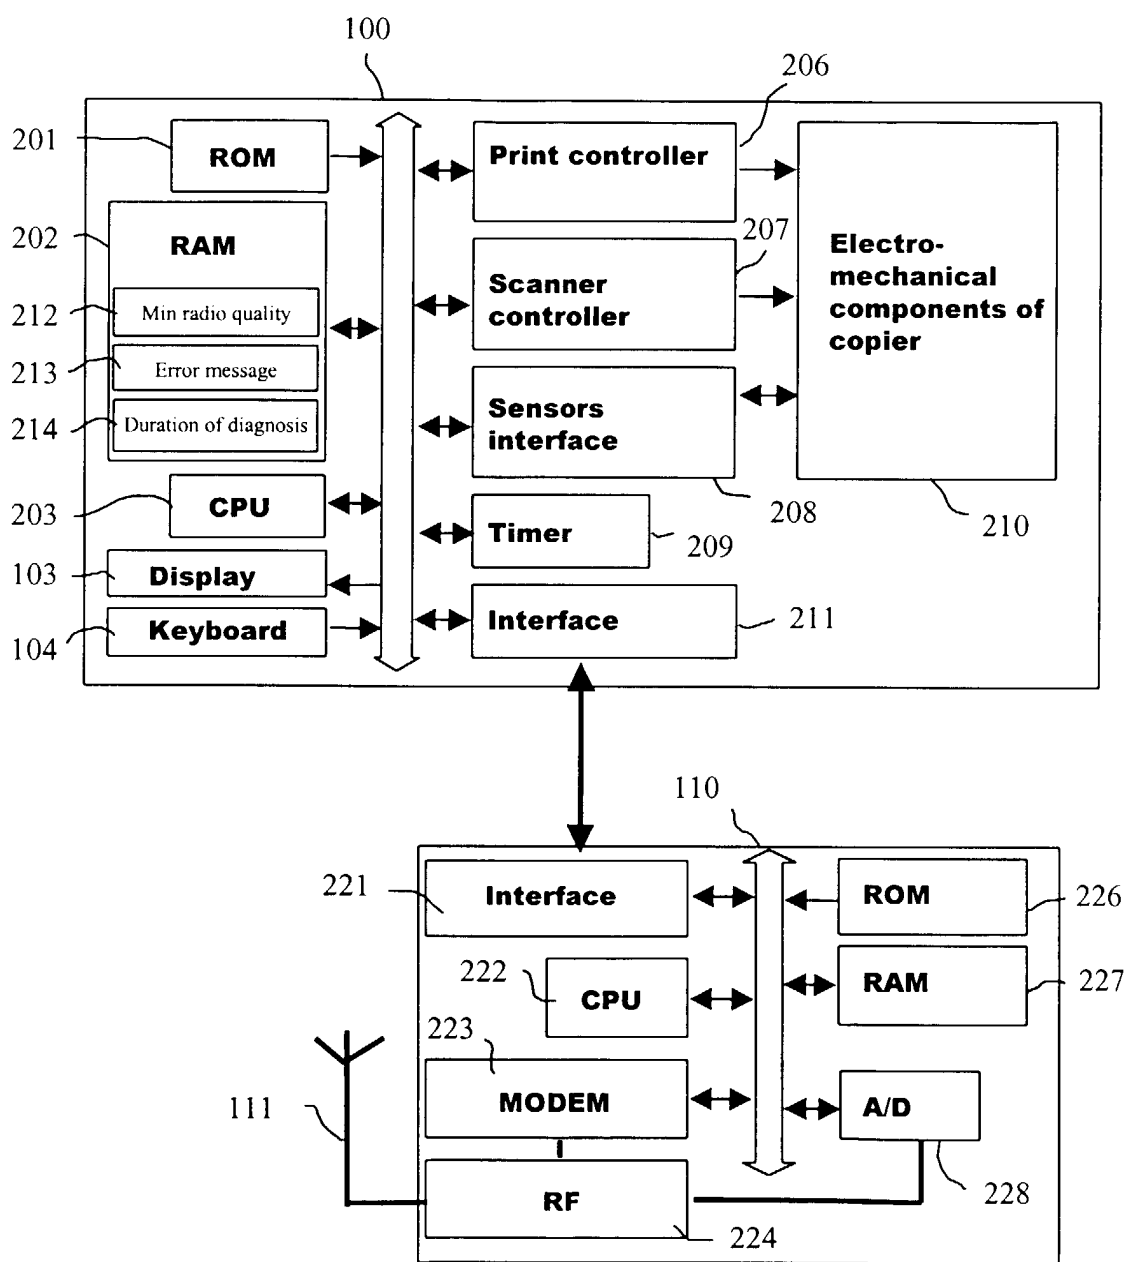 100
206
201
ROM
Print controller
202
RAM
207
Electro-
mechanical
components of
copier
Scanner
controller
212
Min radio quality
213
Error message
214
Duration of diagnosis
Sensors
interface
203
CPU
208
210
Timer
209
103
Display
104
Keyboard
Interface
211
110
221
Interface
ROM
226
222
CPU
RAM
227
223
MODEM
A/D
111
228
RF
224